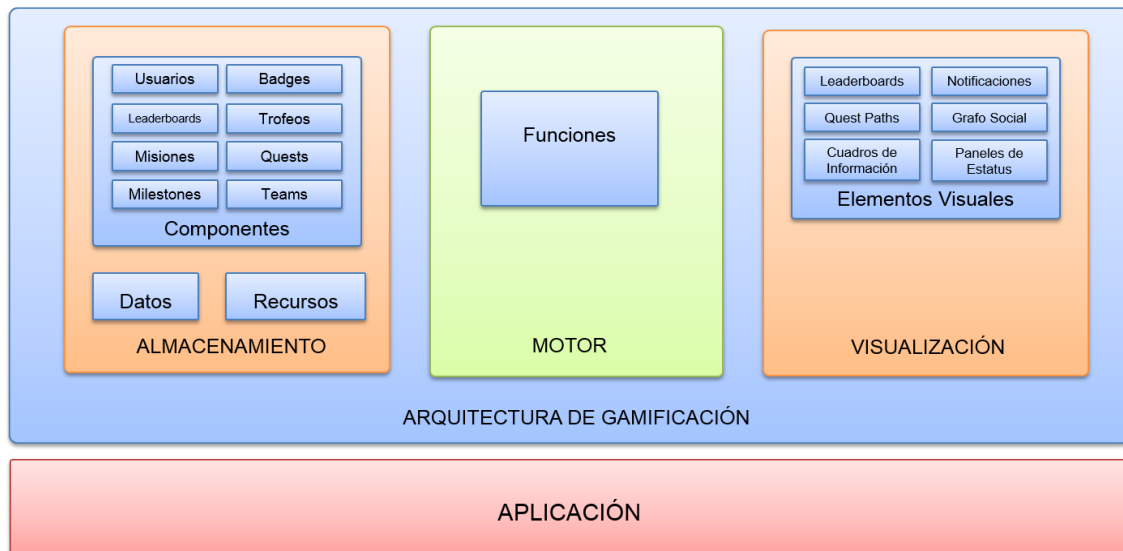 Usuarios
Badges
Leaderboards
Trofeos
Misiones
Quests
Milestones
Teams
Componentes
Datos
Recursos
ALMACENAMIENTO
Funciones
MOTOR
Leaderboards
Notificaciones
Quest Paths
Grafo Social
Cuadros de
Información
Paneles de
Estatus
Elementos Visuales
VISUALIZACIÓN
ARQUITECTURA DE GAMIFICACIÓN
APLICACIÓN